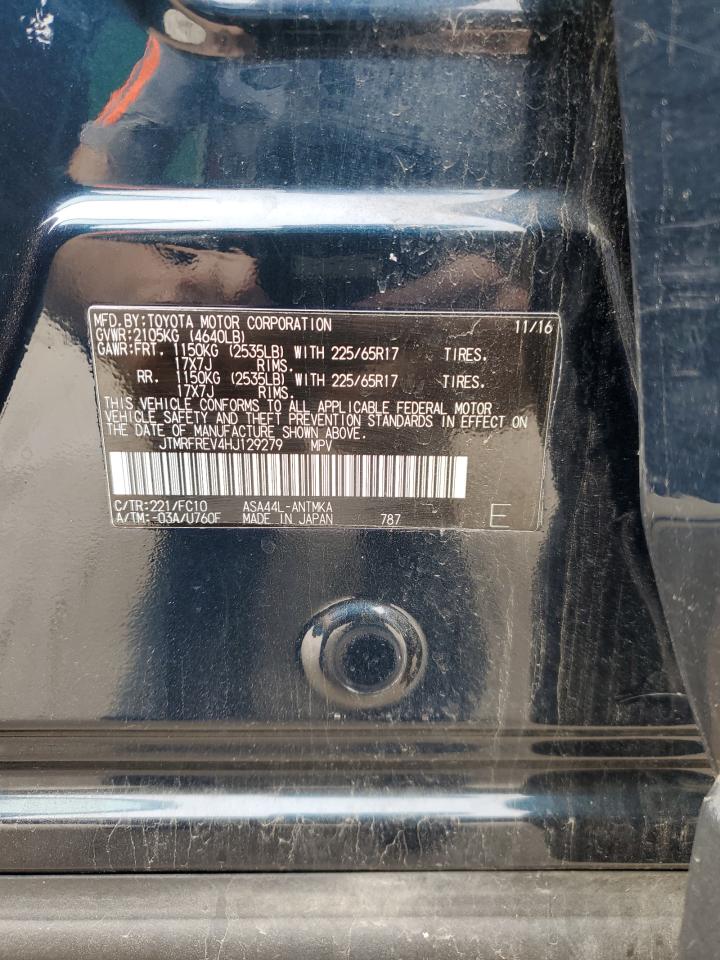 MFD.BY:TOYOTA MOTOR CORPORATION 11/16
GVWR:2105KG (4640LB)
GAWR:FRT. 1150KG (2535LB) WITH 225/65R17 TIRES.
17X7J RIMS.
RR. 1150KG (2535LB) WITH 225/65R17 TIRES.
17X7J RIMS.
THIS VEHICLE CONFORMS TO ALL APPLICABLE FEDERAL MOTOR
VEHICLE SAFETY AND THEFT PREVENTION STANDARDS IN EFFECT ON
THE DATE OF MANUFACTURE SHOWN ABOVE.
JTMRFREV4HJ129279 MPV
C/TR:221/FC10 ASA44L-ANTMKA
A/TM:-03A/U760F MADE IN JAPAN 787 E